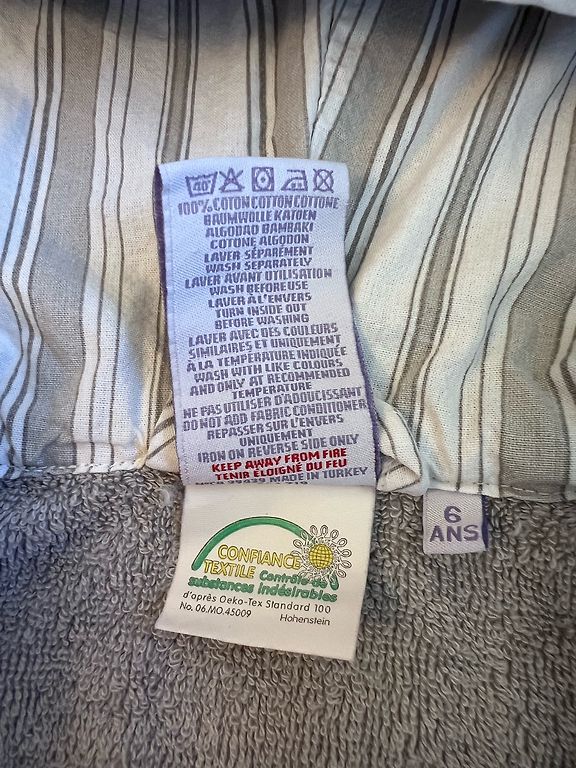 40°
100% COTON COTTON COTTONE
BAUMWOLLE KATOEN
ALGODAO BAMBAKI
COTONE ALGODON
LAVER SÉPARÉMENT
WASH SEPARATELY
LAVER AVANT UTILISATION
WASH BEFORE USE
LAVER À L'ENVERS
TURN INSIDE OUT
BEFORE WASHING
LAVER AVEC DES COULEURS
SIMILAIRES ET UNIQUEMENT
À LA TEMPÉRATURE INDIQUÉE
WASH WITH LIKE COLOURS
AND ONLY AT RECOMMENDED
TEMPERATURE
NE PAS UTILISER D'ADOUCISSANT
DO NOT ADD FABRIC CONDITIONER
REPASSER SUR L'ENVERS
UNIQUEMENT
IRON ON REVERSE SIDE ONLY
KEEP AWAY FROM FIRE
TENIR ÉLOIGNÉ DU FEU
MADE IN TURKEY
6
ANS
CONFIANCE
TEXTILE Contrôle de
substances indésirables
d'après Oeko-Tex Standard 100
No. 06.MO.45009
Hohenstein